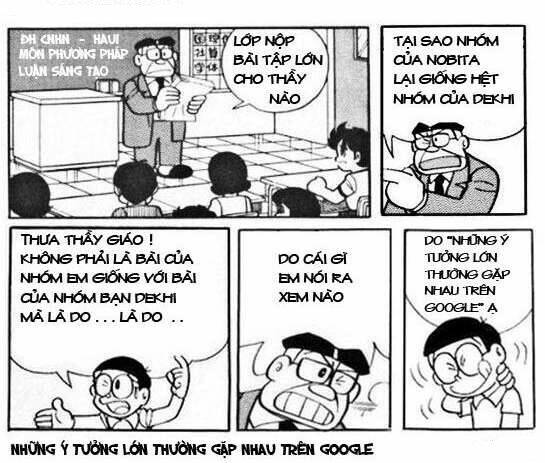 ĐH CNHN - HAUI
MÔN PHƯƠNG PHÁP
LUẬN SÁNG TẠO
LỚP NỘP
BÀI TẬP LỚN
CHO THẦY
NÀO
TẠI SAO NHÓM
CỦA NOBITA
LẠI GIỐNG HỆT
NHÓM CỦA DEKHI
THƯA THẦY GIÁO !
KHÔNG PHẢI LÀ BÀI CỦA
NHÓM EM GIỐNG VỚI BÀI
CỦA NHÓM BẠN DEKHI
MÀ LÀ DO . . . LÀ DO . .
DO CÁI GÌ
EM NÓI RA
XEM NÀO
DO "NHỮNG Ý
TƯỞNG LỚN
THƯỜNG GẶP
NHAU TRÊN
GOOGLE" Ạ
NHỮNG Ý TƯỞNG LỚN THƯỜNG GẶP NHAU TRÊN GOOGLE